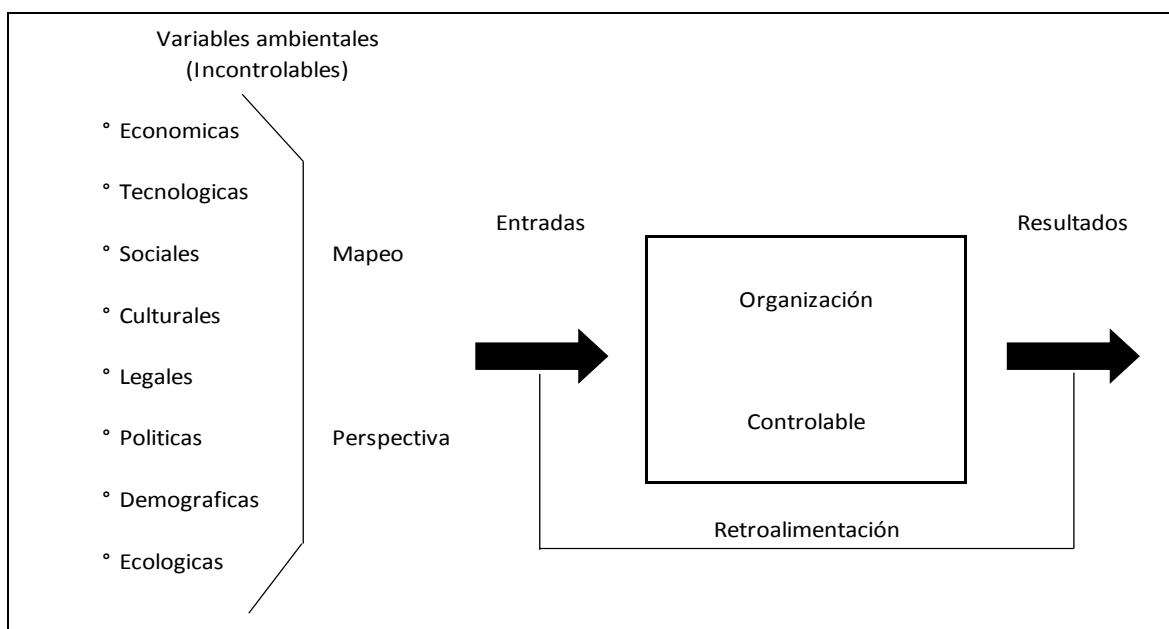 Variables ambientales
(Incontrolables)
° Economicas
° Tecnologicas
° Sociales
° Culturales
° Legales
° Politicas
° Demograficas
° Ecologicas
Mapeo
Perspectiva
Entradas
Organización
Controlable
Resultados
Retroalimentación